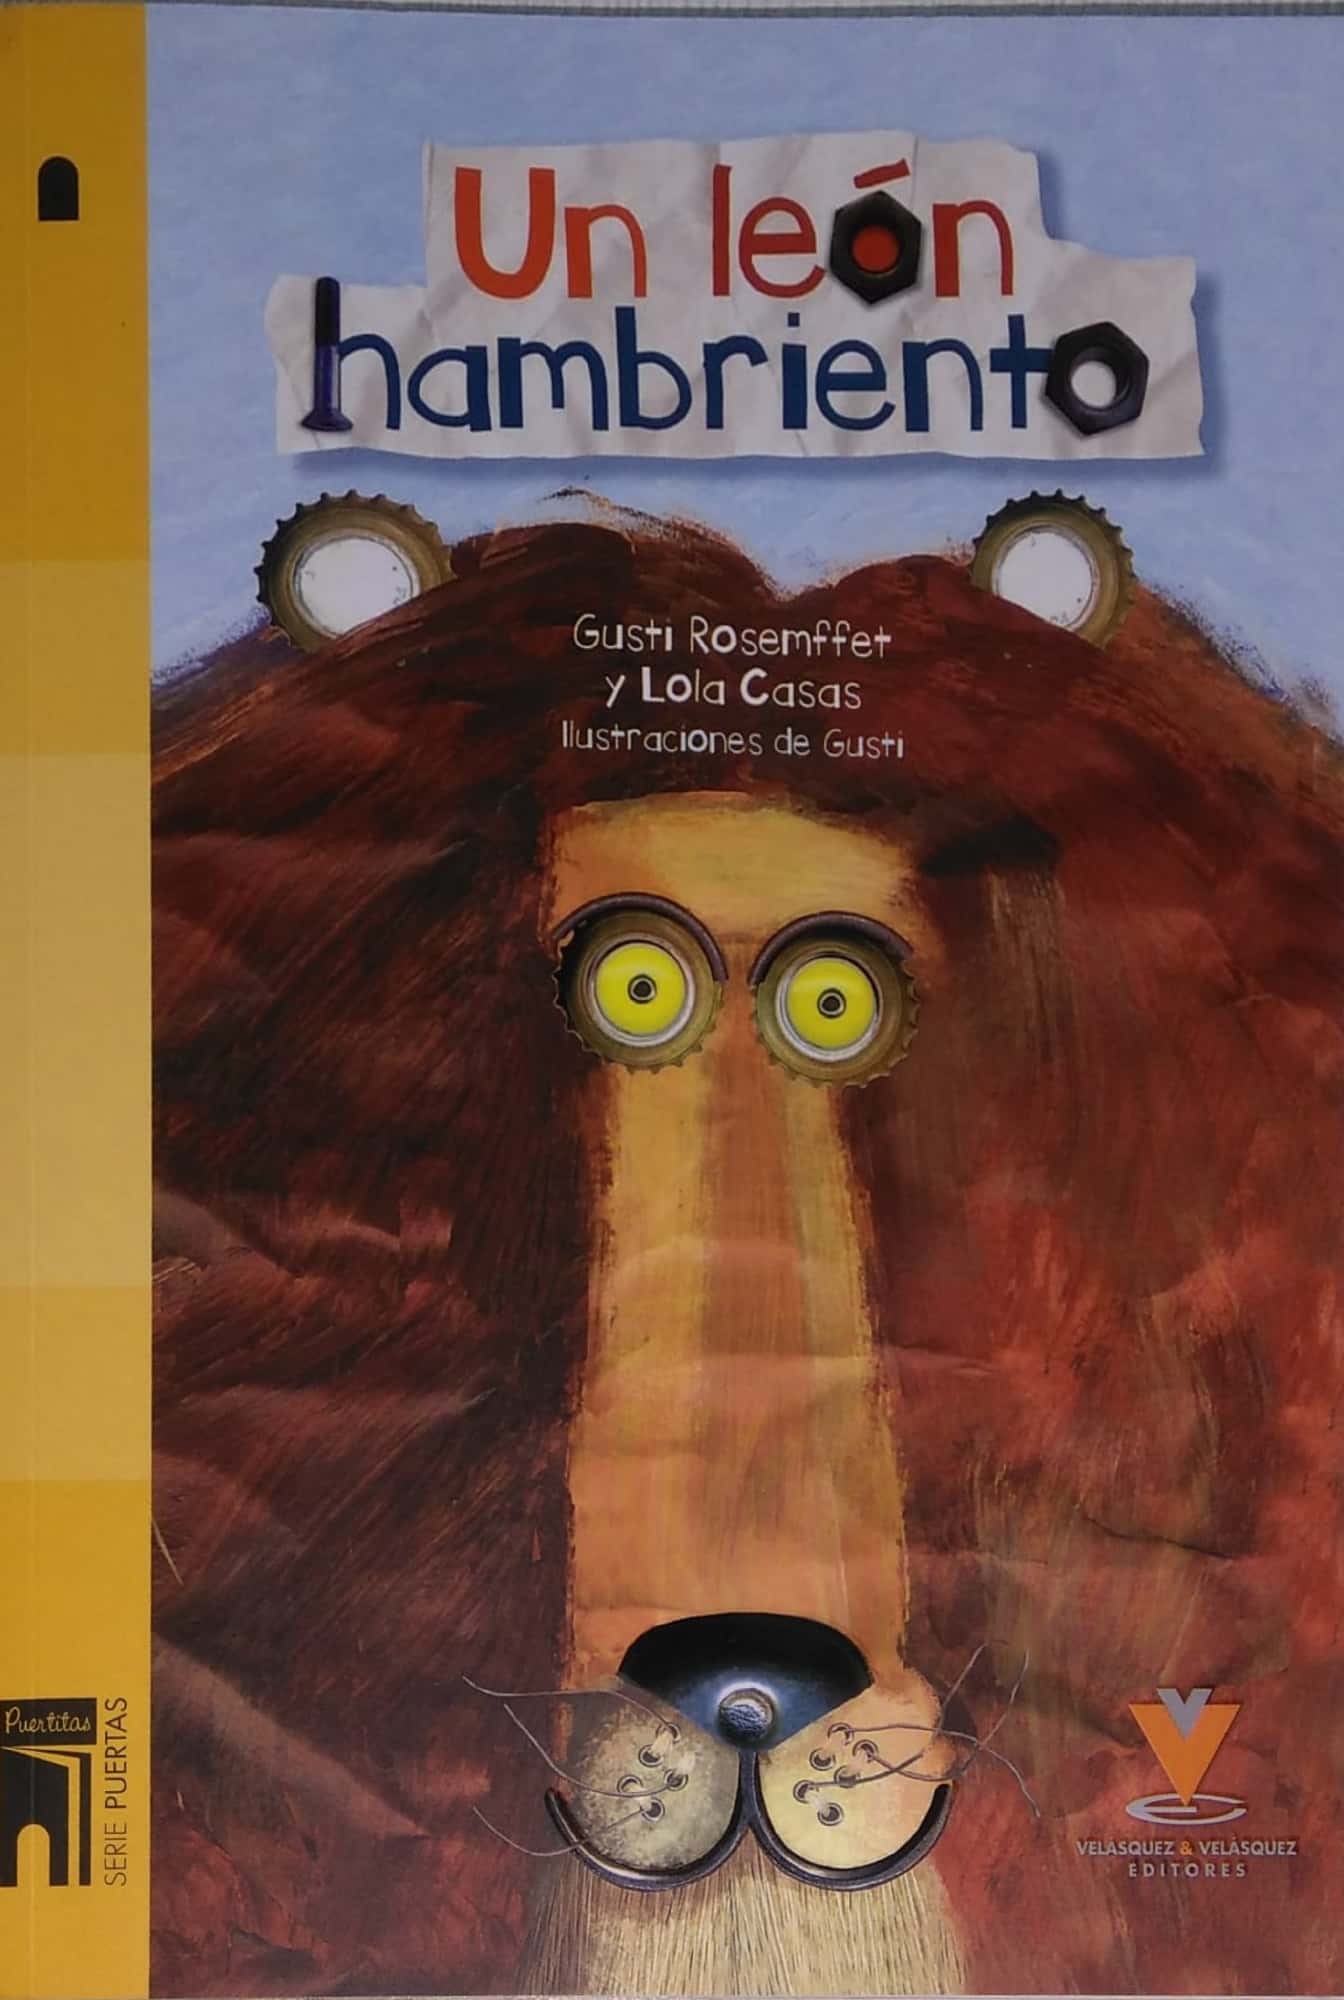 Un león
hambriento
Gusti Rosemffet
y Lola Casas
Ilustraciones de Gusti
Puertitas
SERIE PUERTAS
VELÁSQUEZ & VELÁSQUEZ
EDITORES